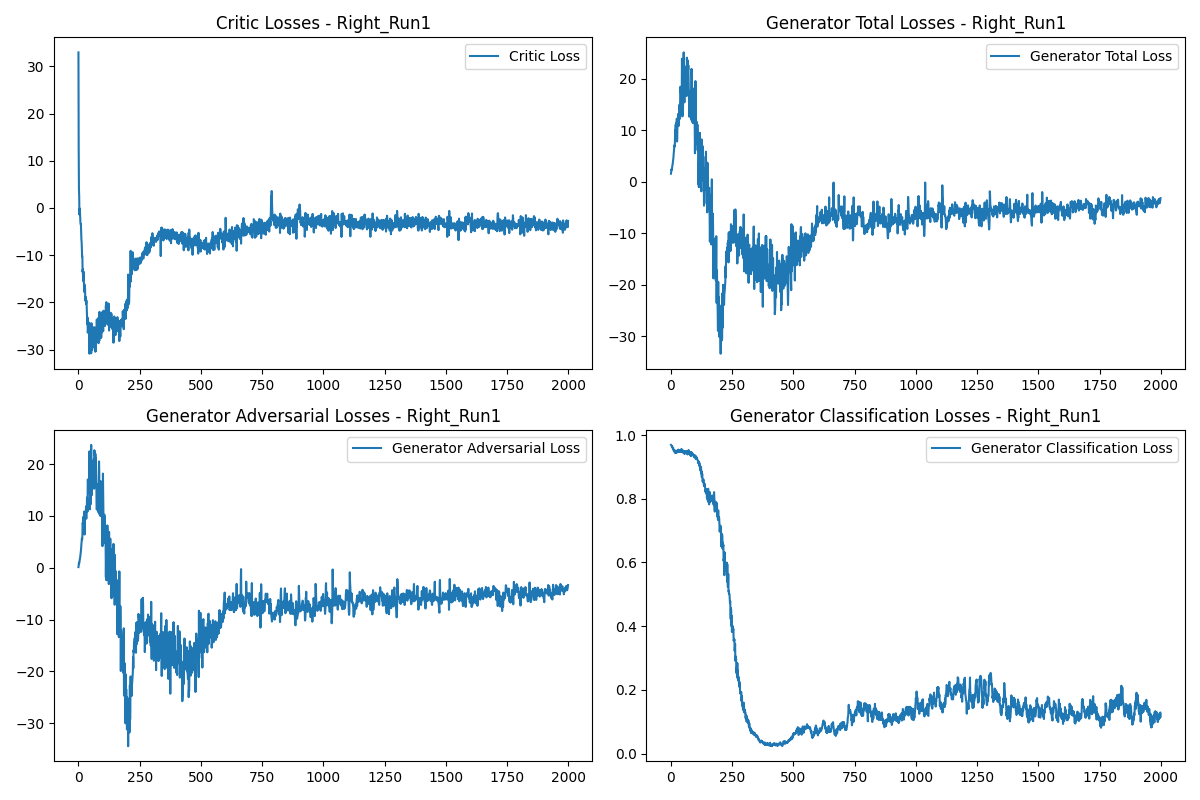 Critic Losses - Right_Run1
Critic Loss
30
20
10
0
−10
−20
−30
0 250 500 750 1000 1250 1500 1750 2000
Generator Total Losses - Right_Run1
Generator Total Loss
20
10
0
−10
−20
−30
0 250 500 750 1000 1250 1500 1750 2000
Generator Adversarial Losses - Right_Run1
Generator Adversarial Loss
20
10
0
−10
−20
−30
0 250 500 750 1000 1250 1500 1750 2000
Generator Classification Losses - Right_Run1
Generator Classification Loss
1.0
0.8
0.6
0.4
0.2
0.0
0 250 500 750 1000 1250 1500 1750 2000